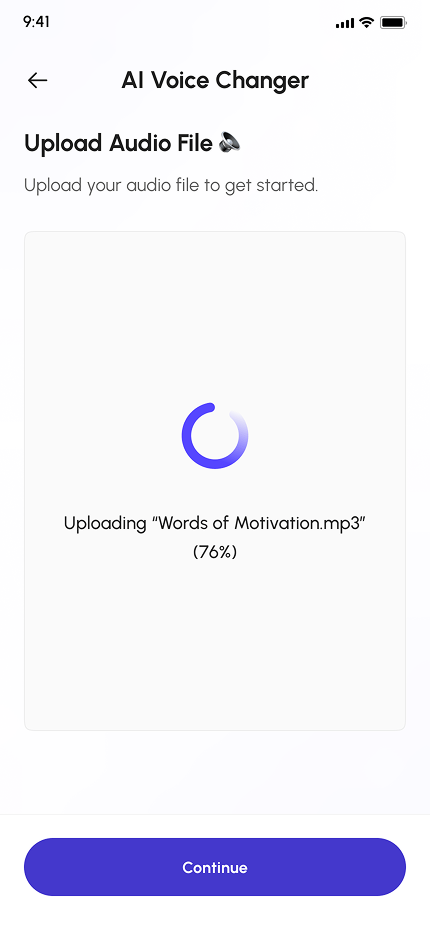 9:41
AI Voice Changer
Upload Audio File 🔈
Upload your audio file to get started.
Uploading “Words of Motivation.mp3”
(76%)
Continue